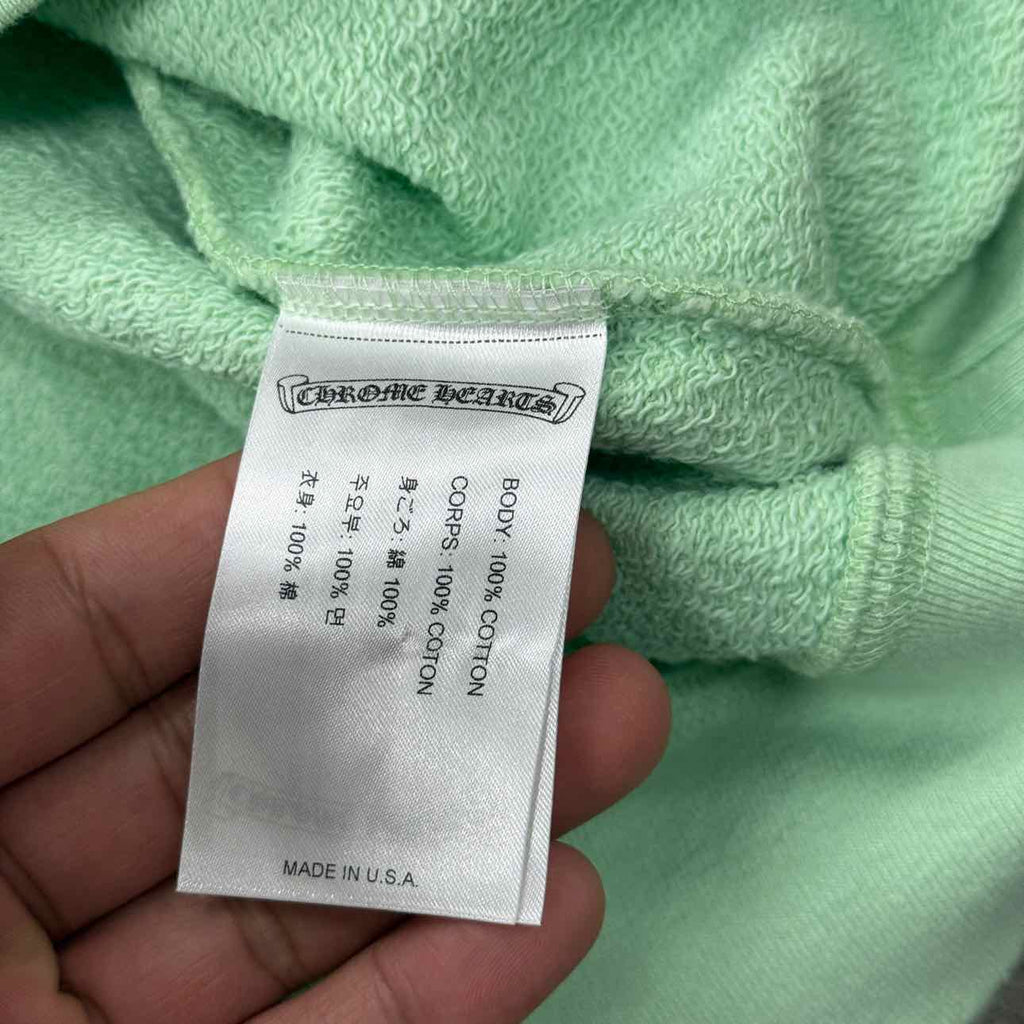 CHROME HEARTS
BODY: 100% COTTON
CORPS: 100% COTON
身ごろ: 綿 100%
주요부: 100% 면
衣身: 100% 棉
MADE IN U.S.A.